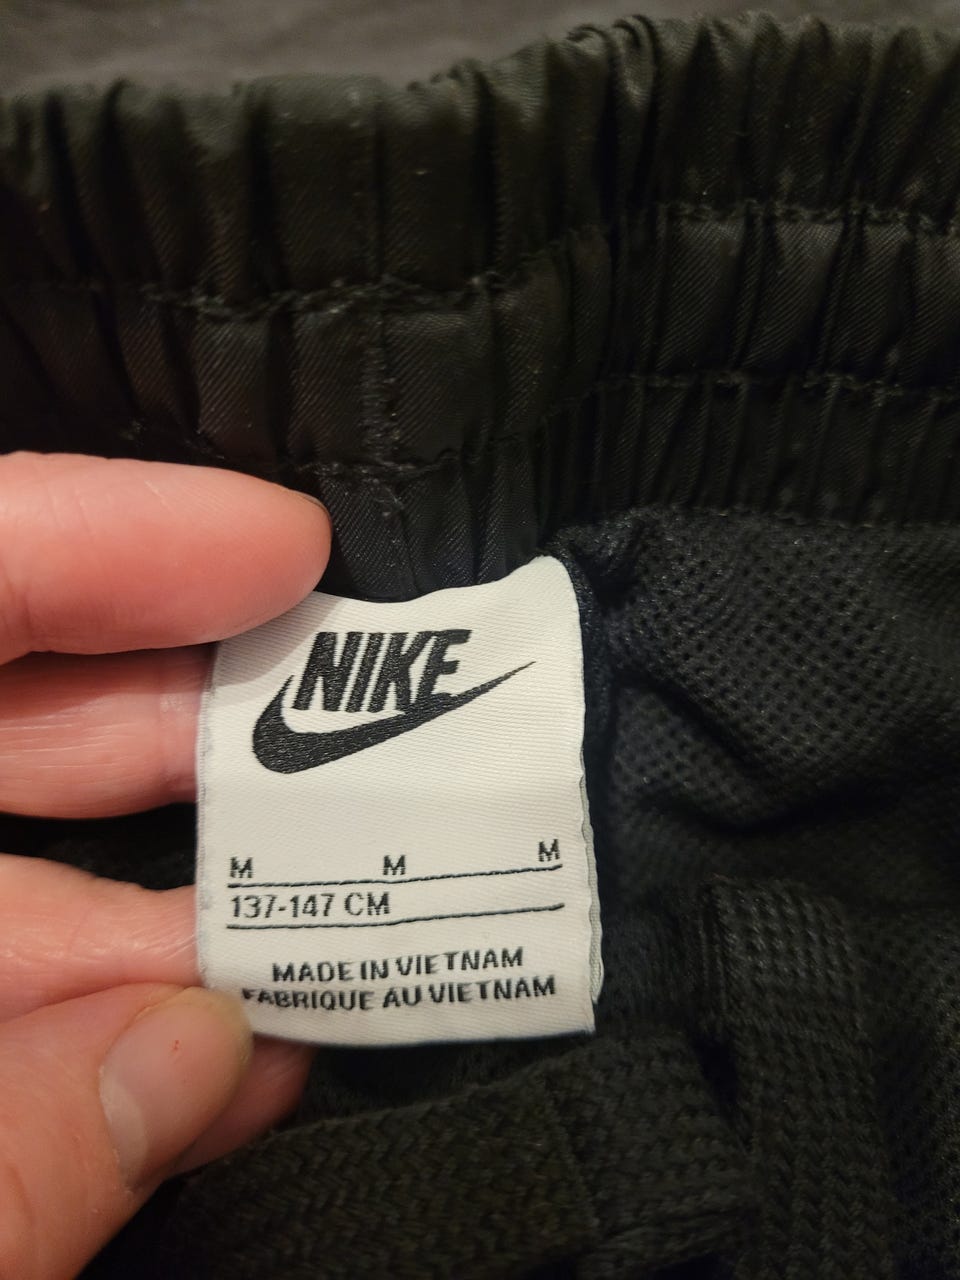 NIKE
M M M
137-147 CM
MADE IN VIETNAM
FABRIQUE AU VIETNAM